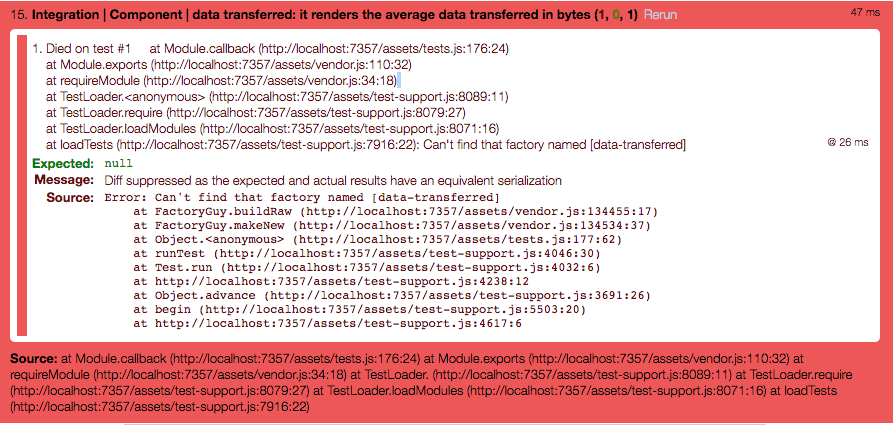 15. Integration | Component | data transferred: it renders the average data transferred in bytes (1, 0, 1) Rerun 47 ms
1. Died on test #1 at Module.callback (http://localhost:7357/assets/tests.js:176:24)
at Module.exports (http://localhost:7357/assets/vendor.js:110:32)
at requireModule (http://localhost:7357/assets/vendor.js:34:18)
at TestLoader.<anonymous> (http://localhost:7357/assets/test-support.js:8089:11)
at TestLoader.require (http://localhost:7357/assets/test-support.js:8079:27)
at TestLoader.loadModules (http://localhost:7357/assets/test-support.js:8071:16)
at loadTests (http://localhost:7357/assets/test-support.js:7916:22): Can't find that factory named [data-transferred] @ 26 ms
Expected: null
Message: Diff suppressed as the expected and actual results have an equivalent serialization
Source: Error: Can't find that factory named [data-transferred]
at FactoryGuy.buildRaw (http://localhost:7357/assets/vendor.js:134455:17)
at FactoryGuy.makeNew (http://localhost:7357/assets/vendor.js:134534:37)
at Object.<anonymous> (http://localhost:7357/assets/tests.js:177:62)
at runTest (http://localhost:7357/assets/test-support.js:4046:30)
at Test.run (http://localhost:7357/assets/test-support.js:4032:6)
at http://localhost:7357/assets/test-support.js:4238:12
at Object.advance (http://localhost:7357/assets/test-support.js:3691:26)
at begin (http://localhost:7357/assets/test-support.js:5503:20)
at http://localhost:7357/assets/test-support.js:4617:6
Source: at Module.callback (http://localhost:7357/assets/tests.js:176:24) at Module.exports (http://localhost:7357/assets/vendor.js:110:32) at
requireModule (http://localhost:7357/assets/vendor.js:34:18) at TestLoader. (http://localhost:7357/assets/test-support.js:8089:11) at TestLoader.require
(http://localhost:7357/assets/test-support.js:8079:27) at TestLoader.loadModules (http://localhost:7357/assets/test-support.js:8071:16) at loadTests
(http://localhost:7357/assets/test-support.js:7916:22)